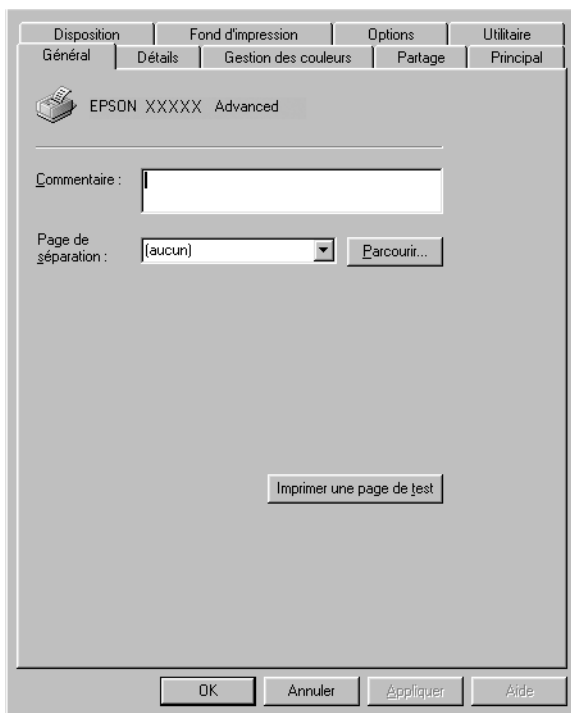 Disposition Fond d'impression Options Utilitaire
Général Détails Gestion des couleurs Partage Principal
EPSON XXXXX Advanced
Commentaire :
Page de
séparation : (aucun) Parcourir...
Imprimer une page de test
OK Annuler Appliquer Aide